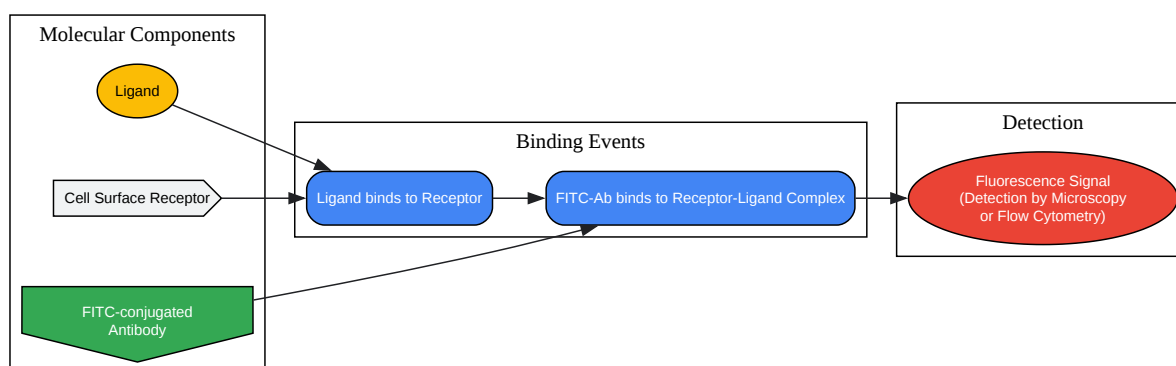 Molecular Components
Ligand
Cell Surface Receptor
FITC-conjugated
Antibody
Binding Events
Ligand binds to Receptor
FITC-Ab binds to Receptor-Ligand Complex
Detection
Fluorescence Signal
(Detection by Microscopy
or Flow Cytometry)